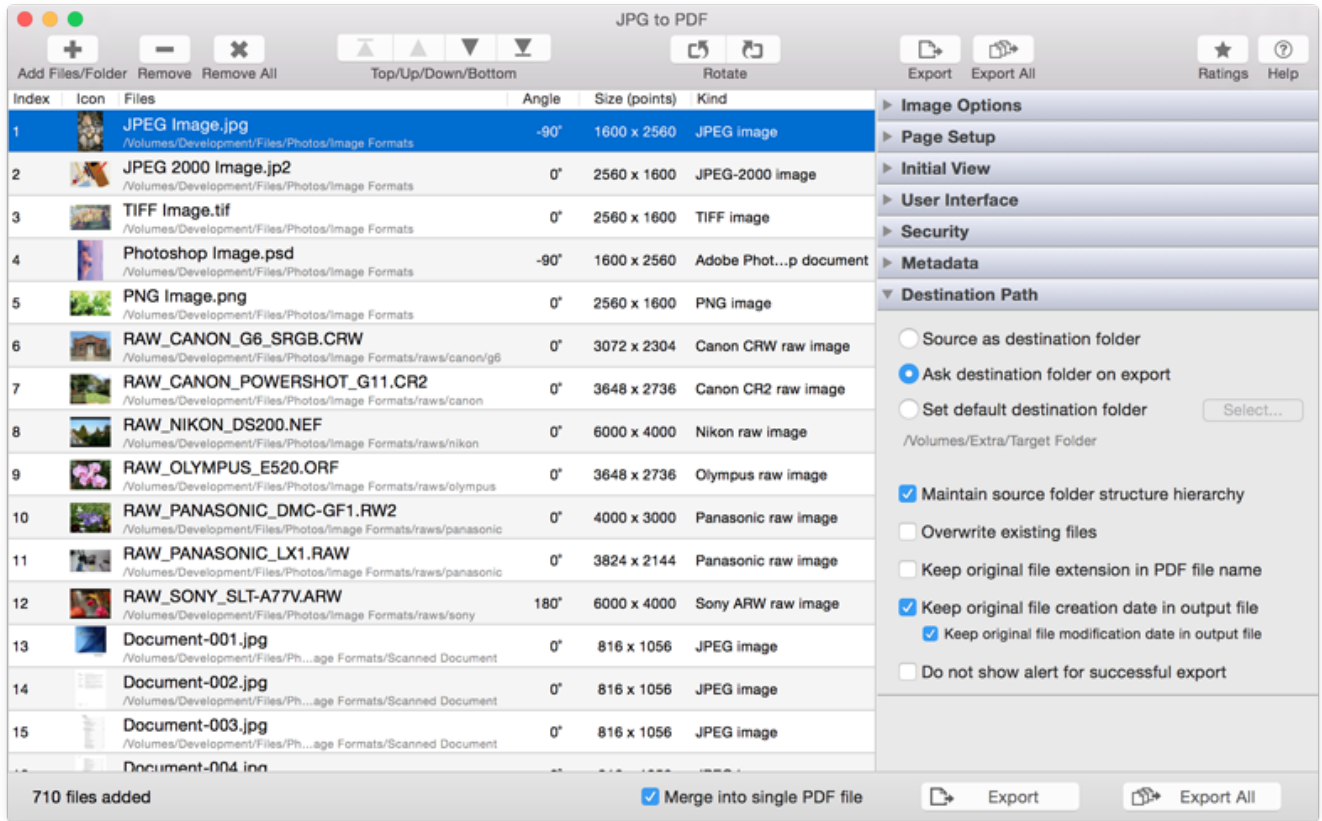 JPG to PDF
Add Files/Folder Remove Remove All Top/Up/Down/Bottom Rotate Export Export All Ratings Help
Index Icon Files Angle Size (points) Kind
1 JPEG Image.jpg -90° 1600 x 2560 JPEG image
/Volumes/Development/Files/Photos/Image Formats
2 JPEG 2000 Image.jp2 0° 2560 x 1600 JPEG-2000 image
/Volumes/Development/Files/Photos/Image Formats
3 TIFF Image.tif 0° 2560 x 1600 TIFF image
/Volumes/Development/Files/Photos/Image Formats
4 Photoshop Image.psd -90° 1600 x 2560 Adobe Phot...p document
/Volumes/Development/Files/Photos/Image Formats
5 PNG Image.png 0° 2560 x 1600 PNG image
/Volumes/Development/Files/Photos/Image Formats
6 RAW_CANON_G6_SRGB.CRW 0° 3072 x 2304 Canon CRW raw image
/Volumes/Development/Files/Photos/Image Formats/raws/canon/g6
7 RAW_CANON_POWERSHOT_G11.CR2 0° 3648 x 2736 Canon CR2 raw image
/Volumes/Development/Files/Photos/Image Formats/raws/canon
8 RAW_NIKON_DS200.NEF 0° 6000 x 4000 Nikon raw image
/Volumes/Development/Files/Photos/Image Formats/raws/nikon
9 RAW_OLYMPUS_E520.ORF 0° 3648 x 2736 Olympus raw image
/Volumes/Development/Files/Photos/Image Formats/raws/olympus
10 RAW_PANASONIC_DMC-GF1.RW2 0° 4000 x 3000 Panasonic raw image
/Volumes/Development/Files/Photos/Image Formats/raws/panasonic
11 RAW_PANASONIC_LX1.RAW 0° 3824 x 2144 Panasonic raw image
/Volumes/Development/Files/Photos/Image Formats/raws/panasonic
12 RAW_SONY_SLT-A77V.ARW 180° 6000 x 4000 Sony ARW raw image
/Volumes/Development/Files/Photos/Image Formats/raws/sony
13 Document-001.jpg 0° 816 x 1056 JPEG image
/Volumes/Development/Files/Ph...age Formats/Scanned Document
14 Document-002.jpg 0° 816 x 1056 JPEG image
/Volumes/Development/Files/Ph...age Formats/Scanned Document
15 Document-003.jpg 0° 816 x 1056 JPEG image
/Volumes/Development/Files/Ph...age Formats/Scanned Document
Document-004.jpg
Image Options
Page Setup
Initial View
User Interface
Security
Metadata
Destination Path
Source as destination folder
Ask destination folder on export
Set default destination folder Select...
/Volumes/Extra/Target Folder
Maintain source folder structure hierarchy
Overwrite existing files
Keep original file extension in PDF file name
Keep original file creation date in output file
Keep original file modification date in output file
Do not show alert for successful export
710 files added Merge into single PDF file Export Export All